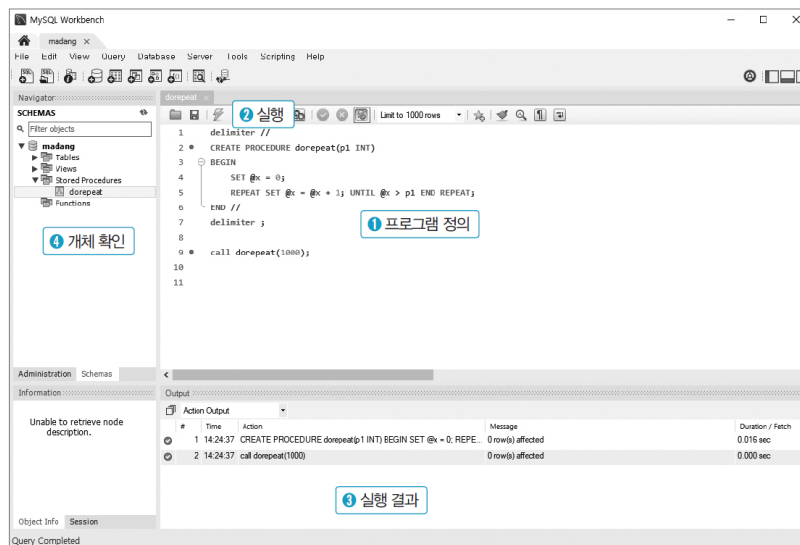 MySQL Workbench
madang
File Edit View Query Database Server Tools Scripting Help
Navigator
SCHEMAS
Filter objects
madang
Tables
Views
Stored Procedures
dorepeat
Functions
❹ 개체 확인
Administration Schemas
Information
Unable to retrieve node
description.
Object Info Session
Query Completed
dorepeat
❷ 실행
Limit to 1000 rows
1 delimiter //
2 CREATE PROCEDURE dorepeat(p1 INT)
3 BEGIN
4 SET @x = 0;
5 REPEAT SET @x = @x + 1; UNTIL @x > p1 END REPEAT;
6 END //
7 delimiter ;
8
9 call dorepeat(1000);
10
11
❶ 프로그램 정의
Output
Action Output
# Time Action Message Duration / Fetch
1 14:24:37 CREATE PROCEDURE dorepeat(p1 INT) BEGIN SET @x = 0; REPE... 0 row(s) affected 0.016 sec
2 14:24:37 call dorepeat(1000) 0 row(s) affected 0.000 sec
❸ 실행 결과